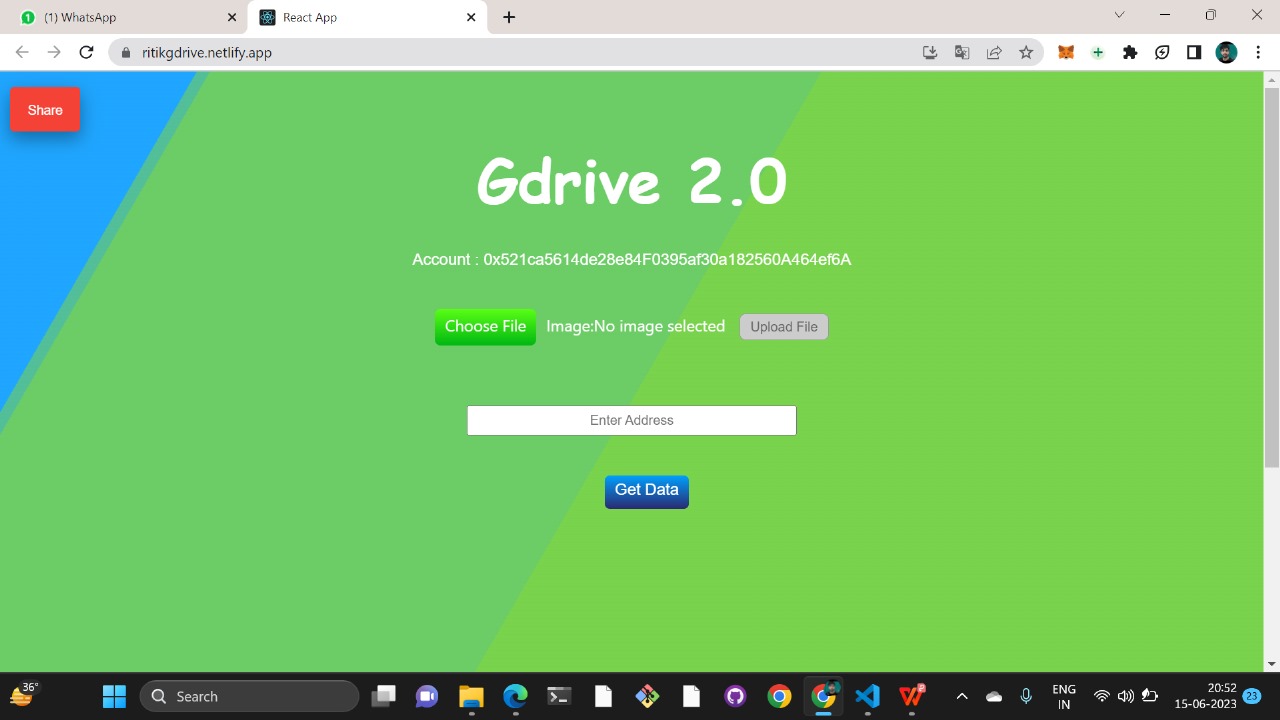 (1) WhatsApp
React App
ritikgdrive.netlify.app
Share
Gdrive 2.0
Account : 0x521ca5614de28e84F0395af30a182560A464ef6A
Choose File Image:No image selected Upload File
Enter Address
Get Data
36°
Search
ENG
IN
20:52
15-06-2023
23